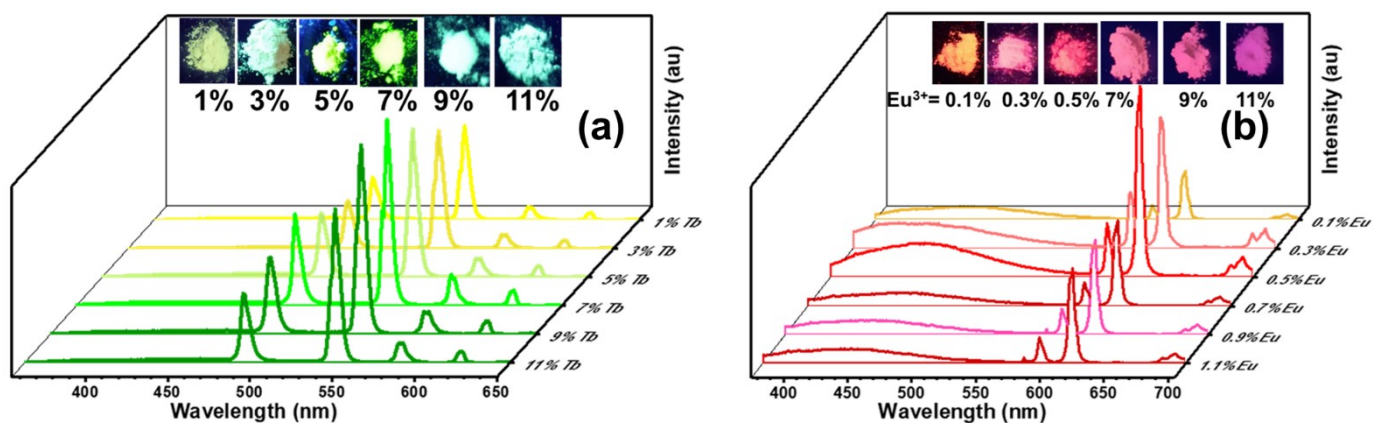 1% 3% 5% 7% 9% 11%
(a)
Intensity (au)
1% Tb
3% Tb
5% Tb
7% Tb
9% Tb
11% Tb
400 450 500 550 600 650
Wavelength (nm)
Eu³⁺= 0.1% 0.3% 0.5% 7% 9% 11%
(b)
Intensity (au)
0.1%Eu
0.3%Eu
0.5%Eu
0.7%Eu
0.9%Eu
1.1%Eu
400 450 500 550 600 650 700
Wavelength (nm)